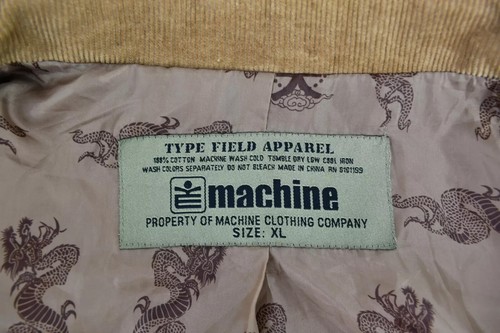 TYPE FIELD APPAREL
100% COTTON MACHINE WASH COLD TUMBLE DRY LOW COOL IRON
WASH COLORS SEPARATELY DO NOT BLEACH MADE IN CHINA RN
machine
PROPERTY OF MACHINE CLOTHING COMPANY
SIZE: XL